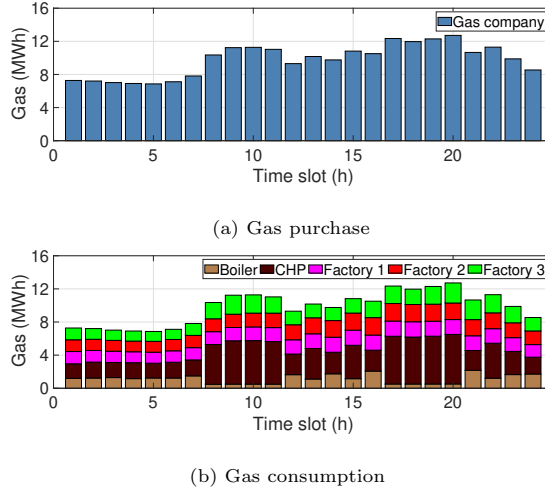 16
Gas company
12
8
4
0
Gas (MWh)
5
10
15
20
Time slot (h)
(a) Gas purchase
16
Boiler CHP Factory 1 Factory 2 Factory 3
12
8
4
0
Gas (MWh)
5
10
15
20
Time slot (h)
(b) Gas consumption